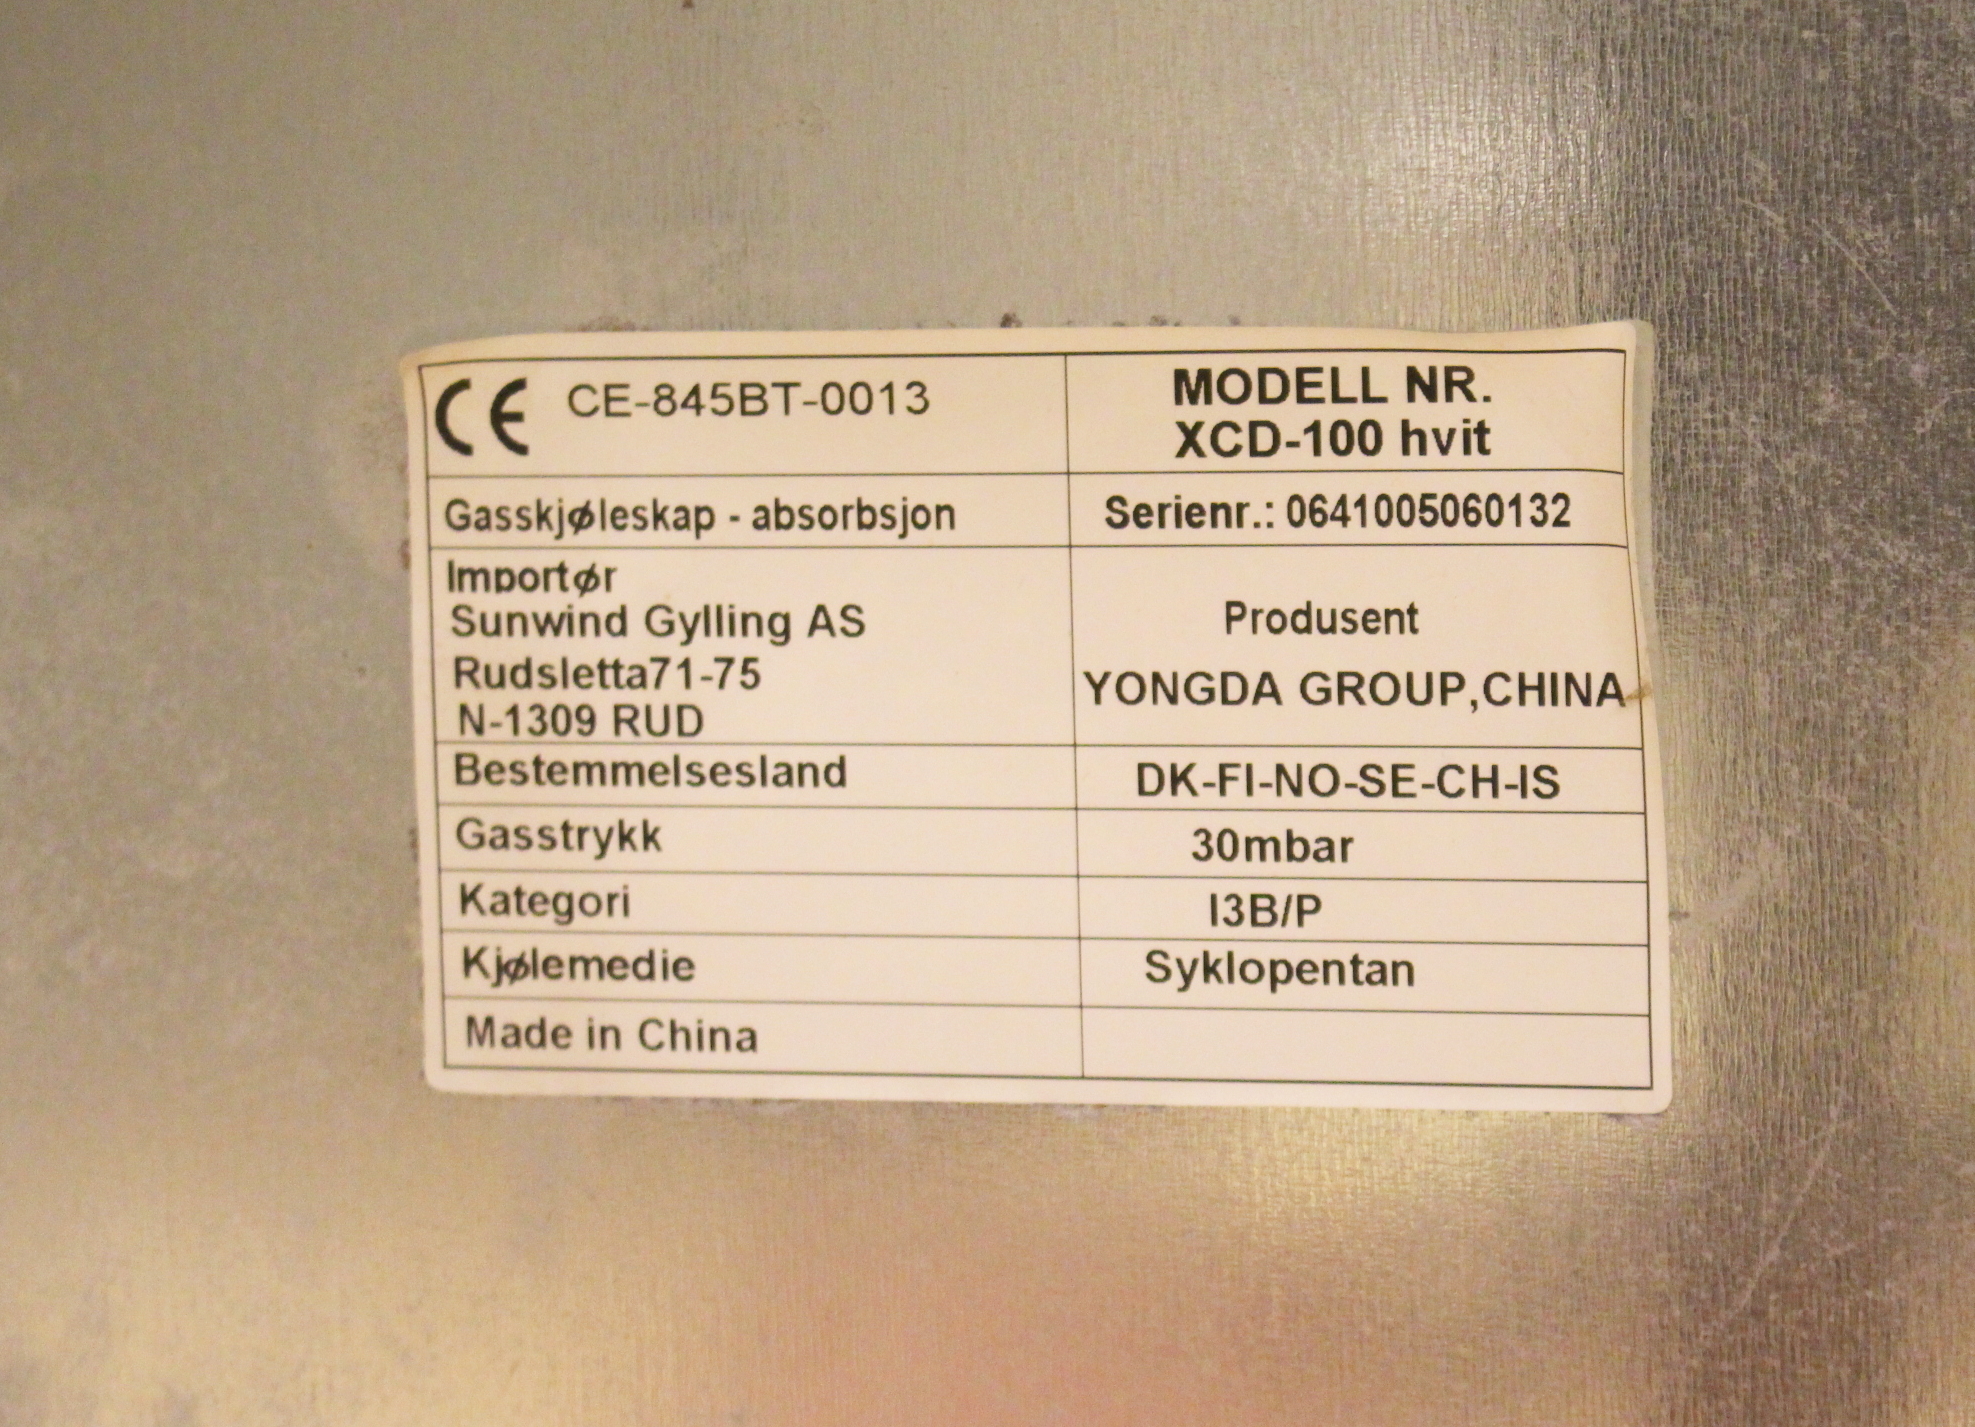 CE CE-845BT-0013
MODELL NR.
XCD-100 hvit
Gasskjøleskap - absorbsjon
Serienr.: 0641005060132
Importør
Sunwind Gylling AS
Rudsletta71-75
N-1309 RUD
Produsent
YONGDA GROUP,CHINA
Bestemmelsesland
DK-FI-NO-SE-CH-IS
Gasstrykk
30mbar
Kategori
I3B/P
Kjølemedie
Syklopentan
Made in China